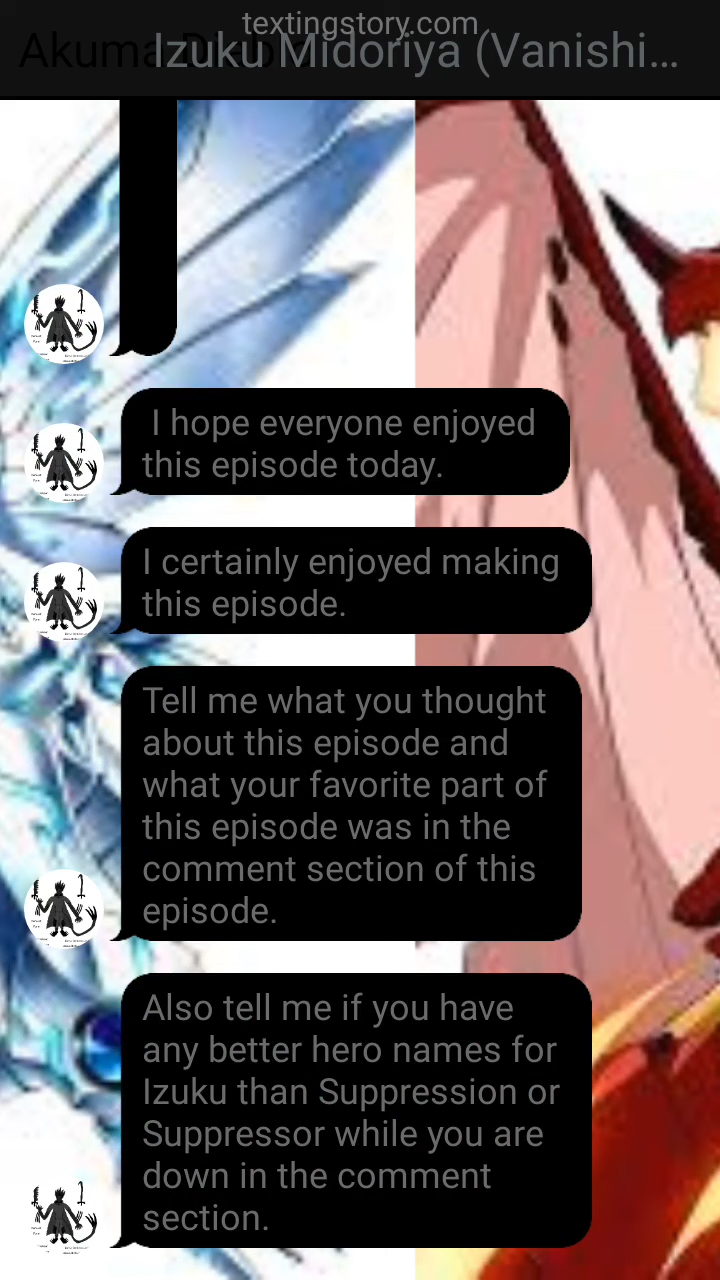 textingstory.com
Izuku Midoriya (Vanishi...
I hope everyone enjoyed
this episode today.
I certainly enjoyed making
this episode.
Tell me what you thought
about this episode and
what your favorite part of
this episode was in the
comment section of this
episode.
Also tell me if you have
any better hero names for
Izuku than Suppression or
Suppressor while you are
down in the comment
section.